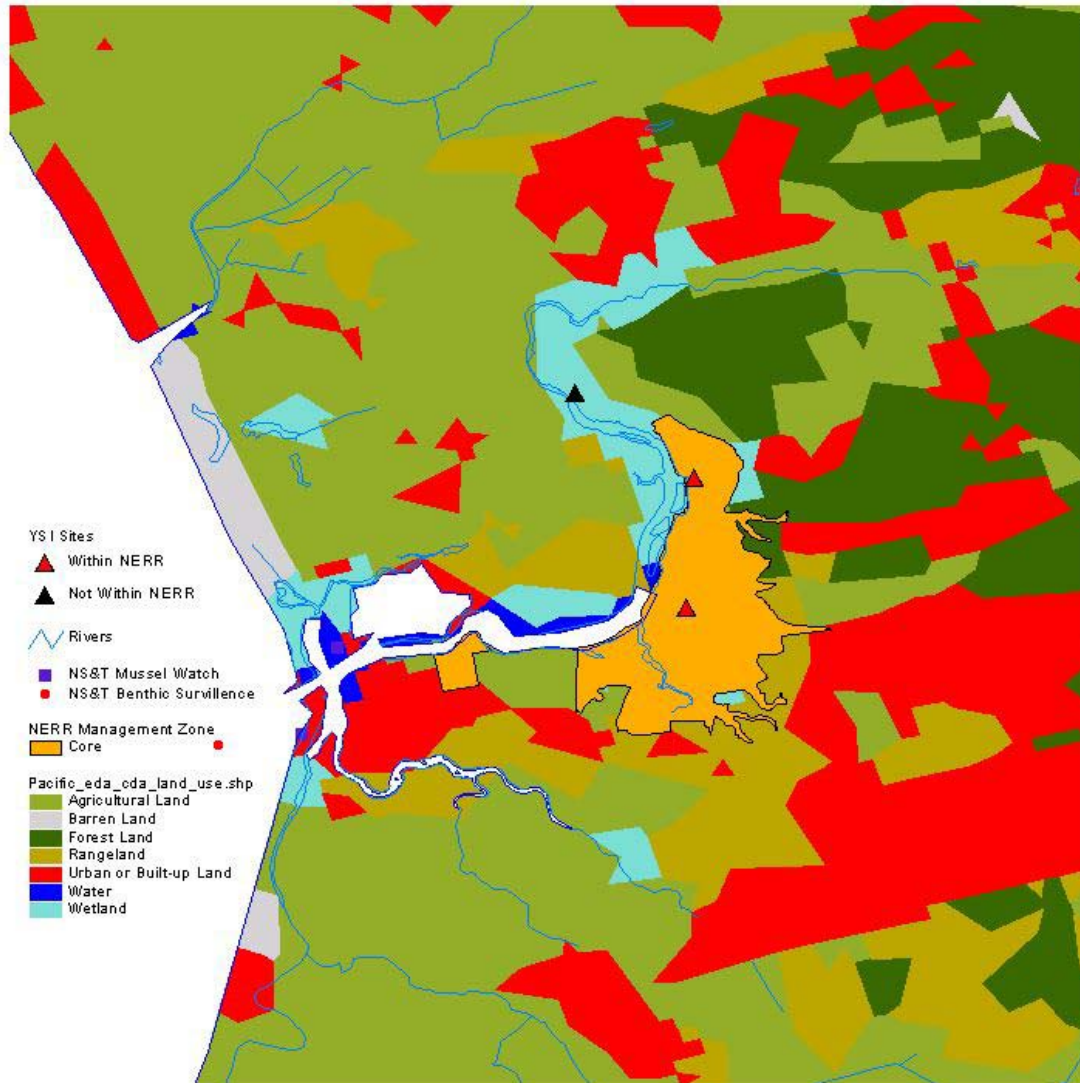 YSI Sites
Within NERR
Not Within NERR
Rivers
NS&T Mussel Watch
NS&T Benthic Survillence
NERR Management Zone
Core
Pacific_eda_cda_land_use.shp
Agricultural Land
Barren Land
Forest Land
Rangeland
Urban or Built-up Land
Water
Wetland